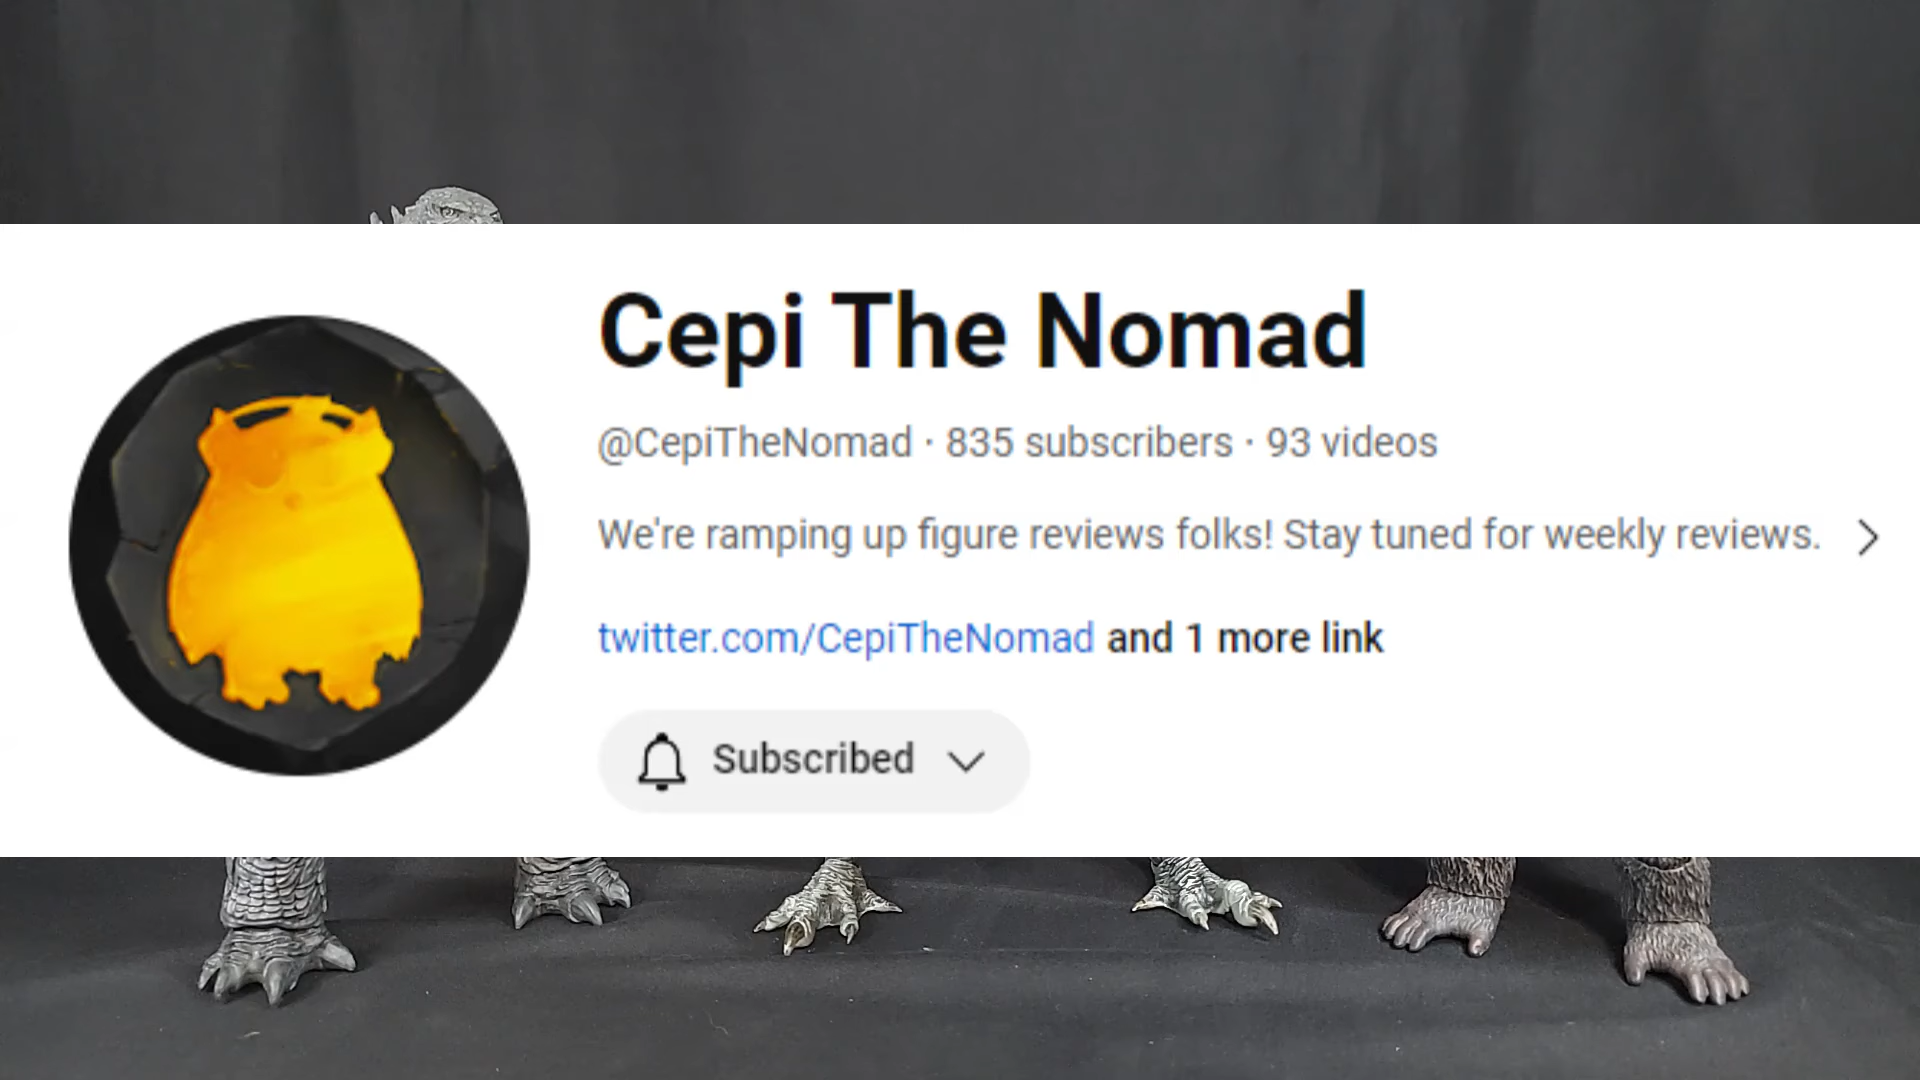 Cepi The Nomad
@CepiTheNomad · 835 subscribers · 93 videos
We're ramping up figure reviews folks! Stay tuned for weekly reviews.
twitter.com/CepiTheNomad and 1 more link
Subscribed